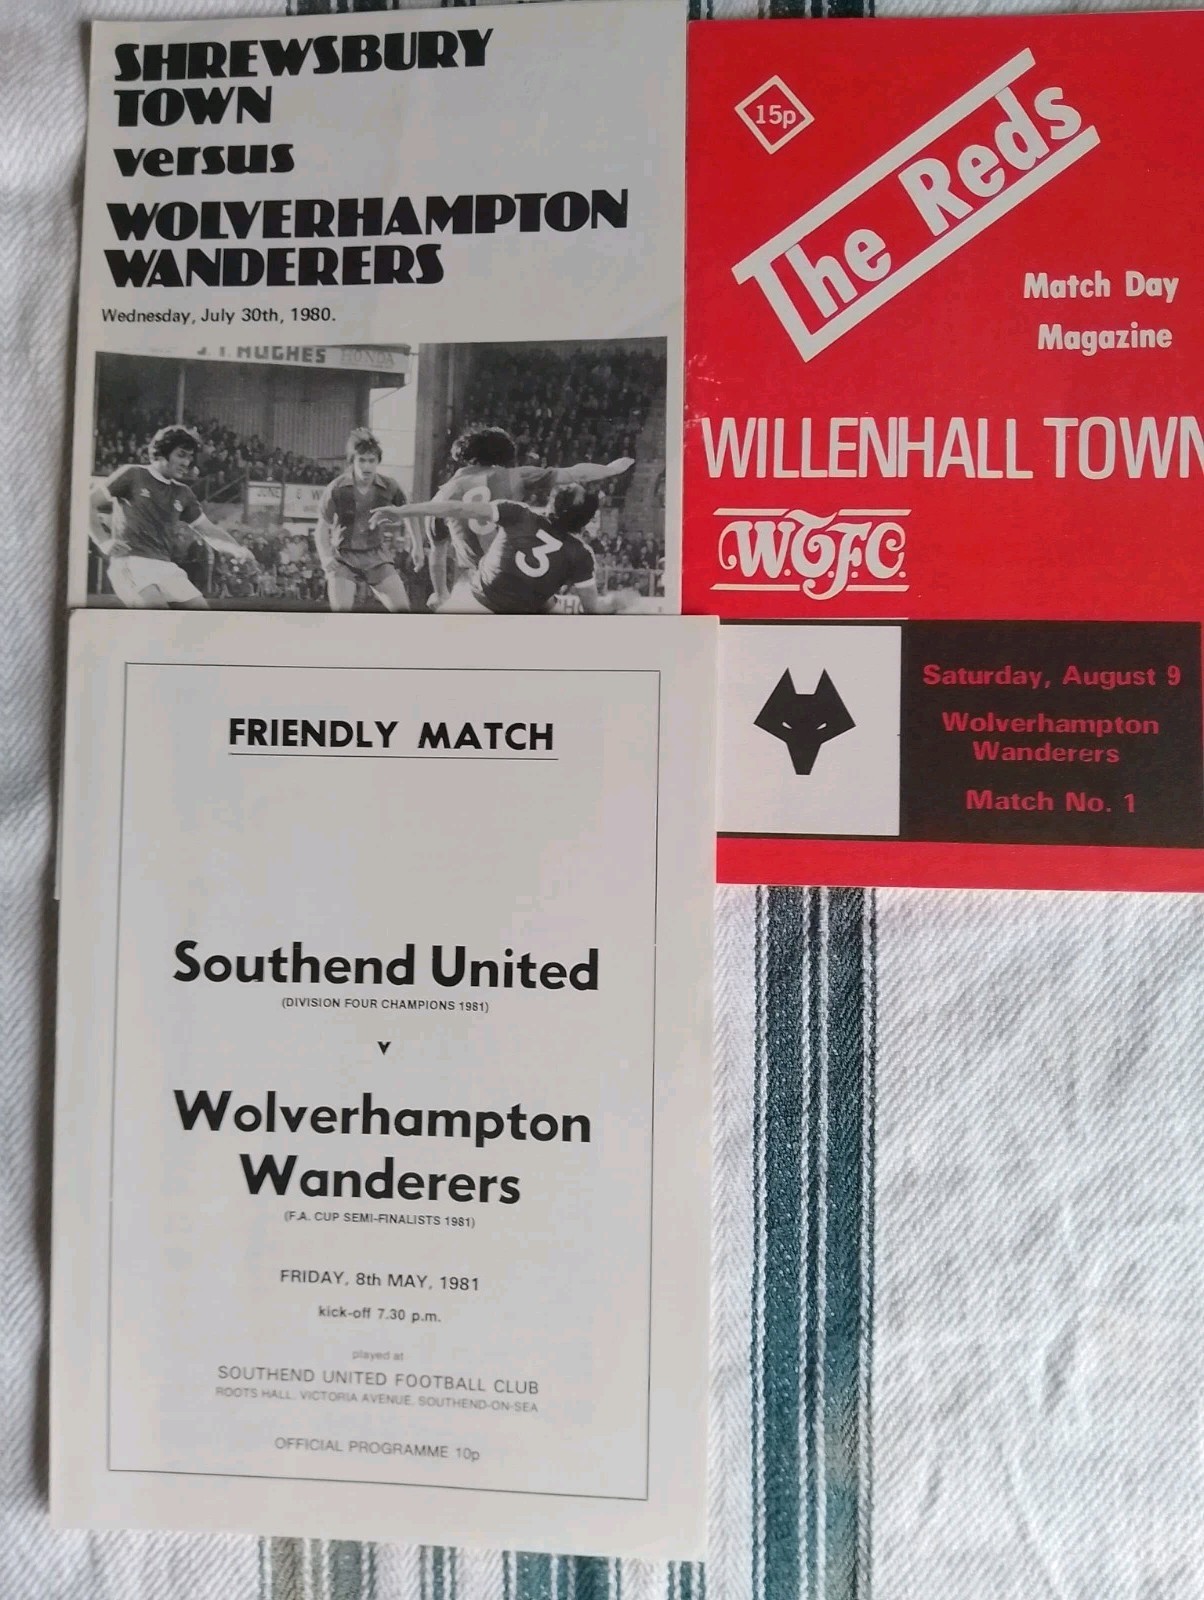 SHREWSBURY
TOWN
versus
WOLVERHAMPTON
WANDERERS
Wednesday, July 30th, 1980.
HUGHES HONDA
8
3
15p
The Reds
Match Day
Magazine
WILLENHALL TOWN
W.T.F.C.
Saturday, August 9
Wolverhampton
Wanderers
Match No. 1
FRIENDLY MATCH
Southend United
(DIVISION FOUR CHAMPIONS 1981)
v
Wolverhampton
Wanderers
(F.A. CUP SEMI-FINALISTS 1981)
FRIDAY, 8th MAY, 1981
kick-off 7.30 p.m.
played at
SOUTHEND UNITED FOOTBALL CLUB
ROOTS HALL, VICTORIA AVENUE, SOUTHEND-ON-SEA
OFFICIAL PROGRAMME 10p